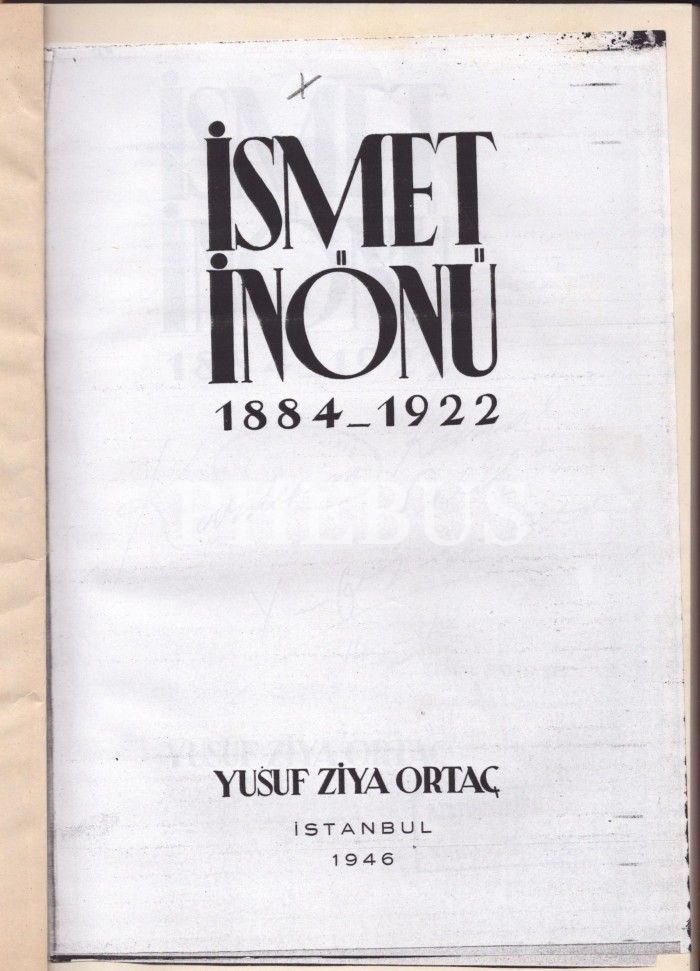 İSMET
İNÖNÜ
1884_1922
PHEBUS
YUSUF ZİYA ORTAÇ
İSTANBUL
1946